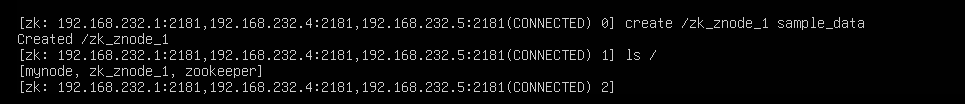 [zk: 192.168.232.1:2181,192.168.232.4:2181,192.168.232.5:2181(CONNECTED) 0] create /zk_znode_1 sample_data
Created /zk_znode_1
[zk: 192.168.232.1:2181,192.168.232.4:2181,192.168.232.5:2181(CONNECTED) 1] ls /
[mynode, zk_znode_1, zookeeper]
[zk: 192.168.232.1:2181,192.168.232.4:2181,192.168.232.5:2181(CONNECTED) 2]